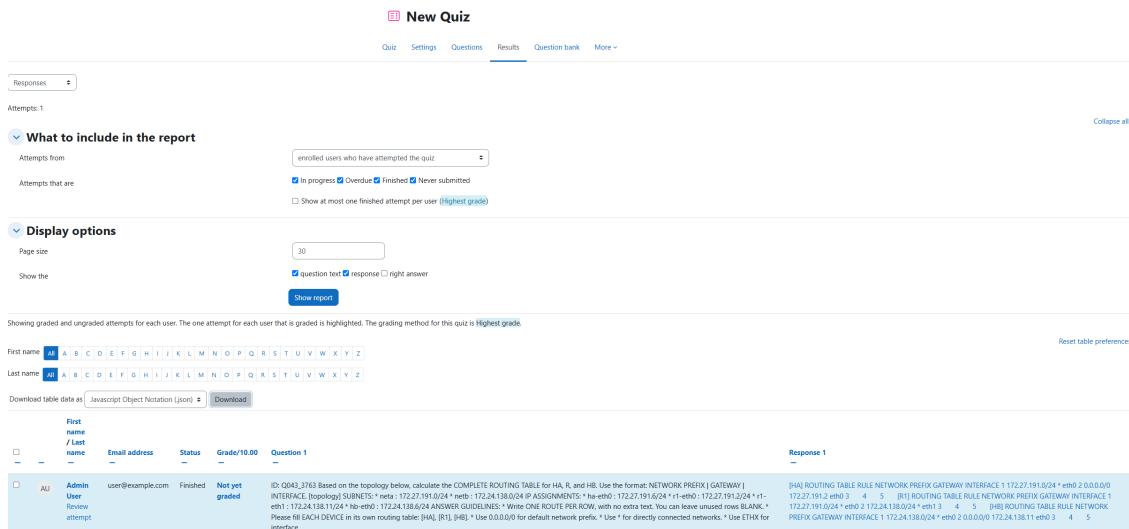 New Quiz
Quiz Settings Questions Results Question bank More
Responses
Attempts: 1
Collapse all
What to include in the report
Attempts from enrolled users who have attempted the quiz
Attempts that are In progress Overdue Finished Never submitted
Show at most one finished attempt per user (Highest grade)
Display options
Page size 30
Show the question text response right answer
Show report
Showing graded and ungraded attempts for each user. The one attempt for each user that is graded is highlighted. The grading method for this quiz is Highest grade.
Reset table preferences
First name All A B C D E F G H I J K L M N O P Q R S T U V W X Y Z
Last name All A B C D E F G H I J K L M N O P Q R S T U V W X Y Z
Download table data as Javascript Object Notation (.json) Download
First
name
/ Last
name Email address Status Grade/10.00 Question 1 Response 1
AU
Admin
User
Review
attempt
user@example.com Finished Not yet
graded
ID: Q043_3763 Based on the topology below, calculate the COMPLETE ROUTING TABLE for HA, R, and HB. Use the format: NETWORK PREFIX | GATEWAY |
INTERFACE. [topology] SUBNETS: * neta : 172.27.191.0/24 * netb : 172.24.138.0/24 IP ASSIGNMENTS: * ha-eth0 : 172.27.191.6/24 * r1-eth0 : 172.27.191.2/24 * r1-
eth1 : 172.24.138.11/24 * hb-eth0 : 172.24.138.6/24 ANSWER GUIDELINES: * Write ONE ROUTE PER ROW, with no extra text. You can leave unused rows BLANK. *
Please fill EACH DEVICE in its own routing table: [HA], [R1], [HB]. * Use 0.0.0.0/0 for default network prefix. * Use * for directly connected networks. * Use ETHX for
interface
[HA] ROUTING TABLE RULE NETWORK PREFIX GATEWAY INTERFACE 1 172.27.191.0/24 * eth0 2 0.0.0.0/0
172.27.191.2 eth0 3 4 5 [R1] ROUTING TABLE RULE NETWORK PREFIX GATEWAY INTERFACE 1
172.27.191.0/24 * eth0 2 172.24.138.0/24 * eth1 3 4 5 [HB] ROUTING TABLE RULE NETWORK
PREFIX GATEWAY INTERFACE 1 172.24.138.0/24 * eth0 2 0.0.0.0/0 172.24.138.11 eth0 3 4 5